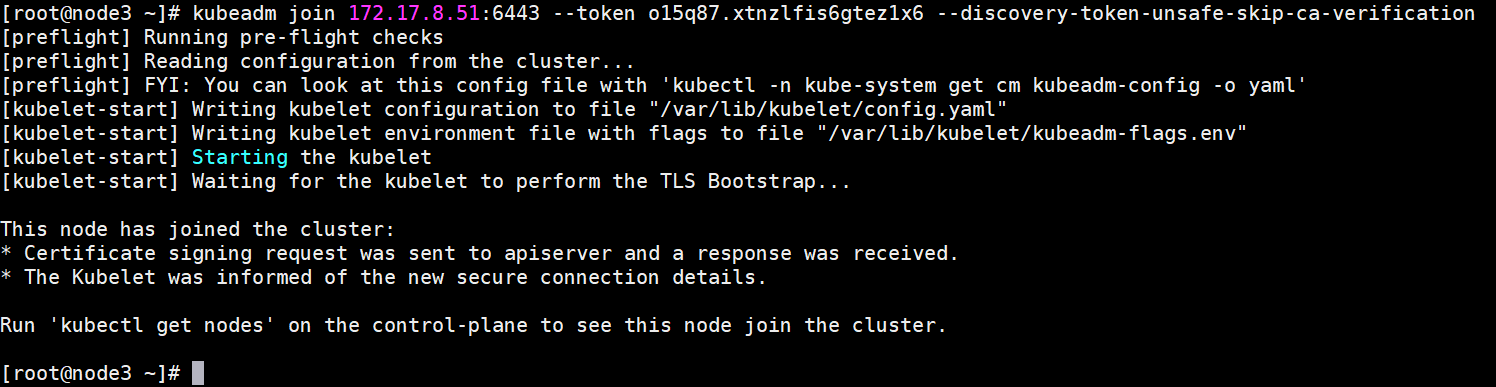 [root@node3 ~]# kubeadm join 172.17.8.51:6443 --token o15q87.xtnzlfis6gtez1x6 --discovery-token-unsafe-skip-ca-verification
[preflight] Running pre-flight checks
[preflight] Reading configuration from the cluster...
[preflight] FYI: You can look at this config file with 'kubectl -n kube-system get cm kubeadm-config -o yaml'
[kubelet-start] Writing kubelet configuration to file "/var/lib/kubelet/config.yaml"
[kubelet-start] Writing kubelet environment file with flags to file "/var/lib/kubelet/kubeadm-flags.env"
[kubelet-start] Starting the kubelet
[kubelet-start] Waiting for the kubelet to perform the TLS Bootstrap...
This node has joined the cluster:
* Certificate signing request was sent to apiserver and a response was received.
* The Kubelet was informed of the new secure connection details.
Run 'kubectl get nodes' on the control-plane to see this node join the cluster.
[root@node3 ~]#